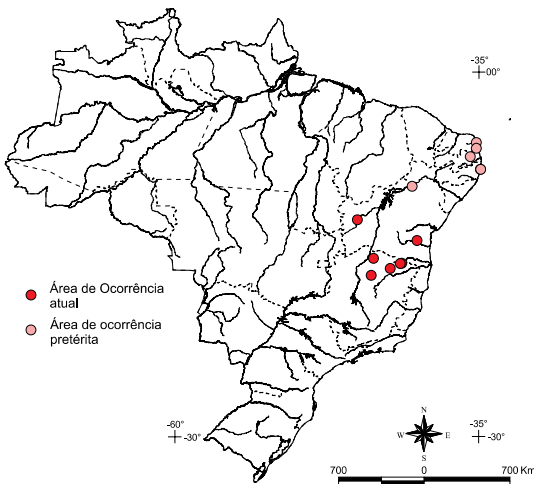 -35°
00°
Área de Ocorrência
atual
Área de ocorrência
pretérita
-60°
-30°
N
W
E
S
-35°
-30°
700
0
700 Km